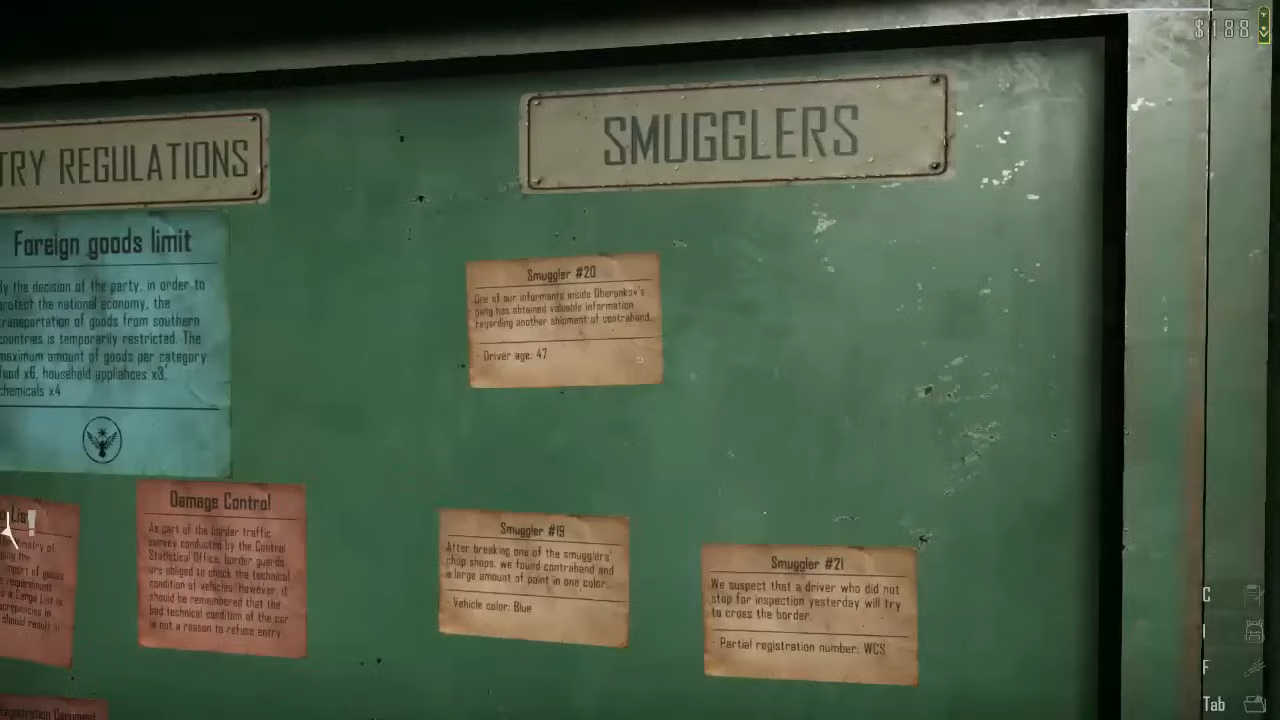 $188
TRY REGULATIONS
SMUGGLERS
Foreign goods limit
By the decision of the party, in order to
protect the national economy, the
transportation of goods from southern
countries is temporarily restricted. The
maximum amount of goods per category:
food x6, household appliances x3,
chemicals x4
Smuggler #20
One of our informants inside Oberankov's
gang has obtained valuable information
regarding another shipment of contraband.
- Driver age: 47
List
Damage Control
As part of the border traffic
survey conducted by the Control
Statistical Office, border guards
are obliged to check the technical
condition of vehicles. However, it
should be remembered that the
bad technical condition of the car
is not a reason to refuse entry.
Smuggler #19
After breaking one of the smugglers'
chop shops, we found contraband and
a large amount of paint in one color...
- Vehicle color: Blue
Smuggler #21
We suspect that a driver who did not
stop for inspection yesterday will try
to cross the border.
- Partial registration number: WCS
Registration Document
C
I
F
Tab